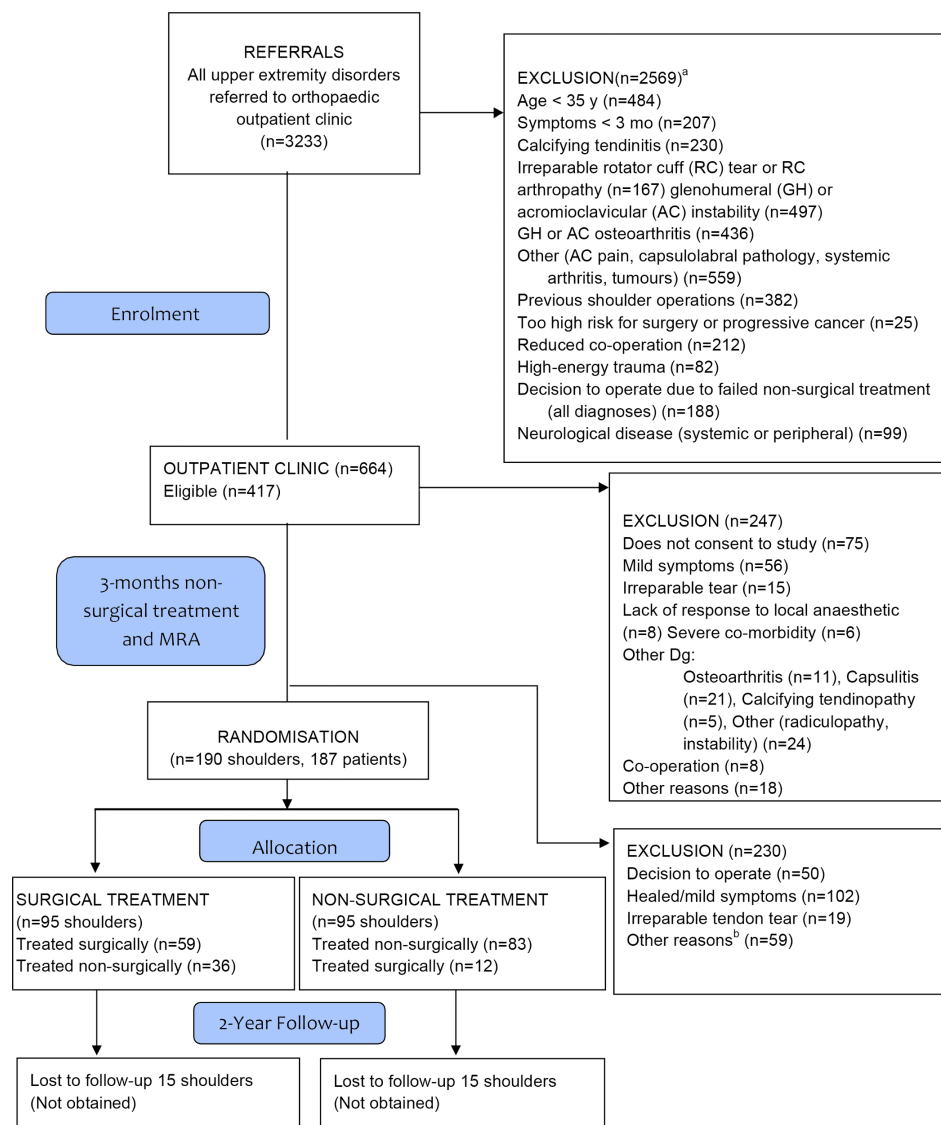 REFERRALS
All upper extremity disorders
referred to orthopaedic
outpatient clinic
(n=3233)
EXCLUSION(n=2569)a
Age < 35 y (n=484)
Symptoms < 3 mo (n=207)
Calcifying tendinitis (n=230)
Irreparable rotator cuff (RC) tear or RC
arthropathy (n=167) glenohumeral (GH) or
acromioclavicular (AC) instability (n=497)
GH or AC osteoarthritis (n=436)
Other (AC pain, capsulolabral pathology, systemic
arthritis, tumours) (n=559)
Previous shoulder operations (n=382)
Too high risk for surgery or progressive cancer (n=25)
Reduced co-operation (n=212)
High-energy trauma (n=82)
Decision to operate due to failed non-surgical treatment
(all diagnoses) (n=188)
Neurological disease (systemic or peripheral) (n=99)
Enrolment
OUTPATIENT CLINIC (n=664)
Eligible (n=417)
EXCLUSION (n=247)
Does not consent to study (n=75)
Mild symptoms (n=56)
Irreparable tear (n=15)
Lack of response to local anaesthetic
(n=8) Severe co-morbidity (n=6)
Other Dg:
Osteoarthritis (n=11), Capsulitis
(n=21), Calcifying tendinopathy
(n=5), Other (radiculopathy,
instability) (n=24)
Co-operation (n=8)
Other reasons (n=18)
3-months non-
surgical treatment
and MRA
RANDOMISATION
(n=190 shoulders, 187 patients)
EXCLUSION (n=230)
Decision to operate (n=50)
Healed/mild symptoms (n=102)
Irreparable tendon tear (n=19)
Other reasonsb (n=59)
Allocation
SURGICAL TREATMENT
(n=95 shoulders)
Treated surgically (n=59)
Treated non-surgically (n=36)
NON-SURGICAL TREATMENT
(n=95 shoulders)
Treated non-surgically (n=83)
Treated surgically (n=12)
2-Year Follow-up
Lost to follow-up 15 shoulders
(Not obtained)
Lost to follow-up 15 shoulders
(Not obtained)